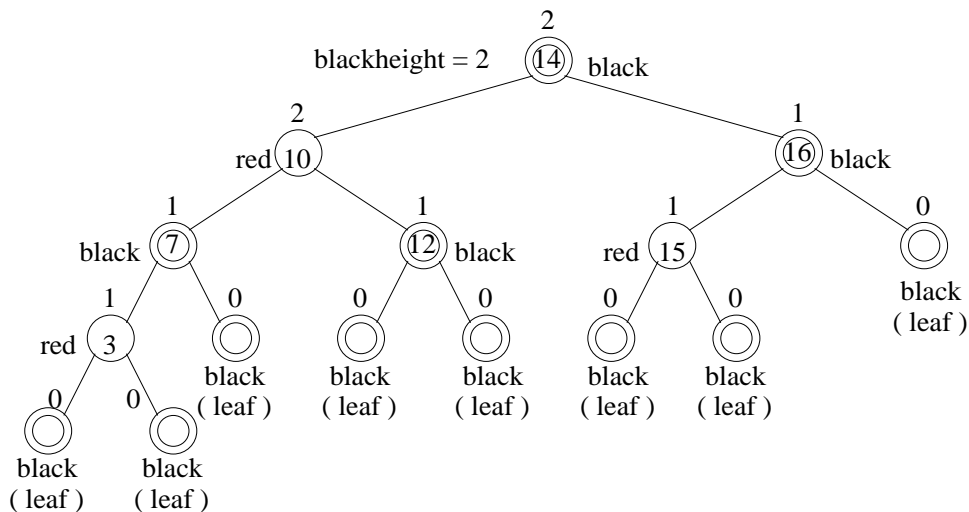 2
blackheight = 2
14
black
2
1
red
10
16
black
1
1
1
0
black
7
12
black
red
15
1
0
0
0
0
0
black
( leaf )
red
3
black
( leaf )
black
( leaf )
black
( leaf )
black
( leaf )
black
( leaf )
0
0
black
( leaf )
black
( leaf )